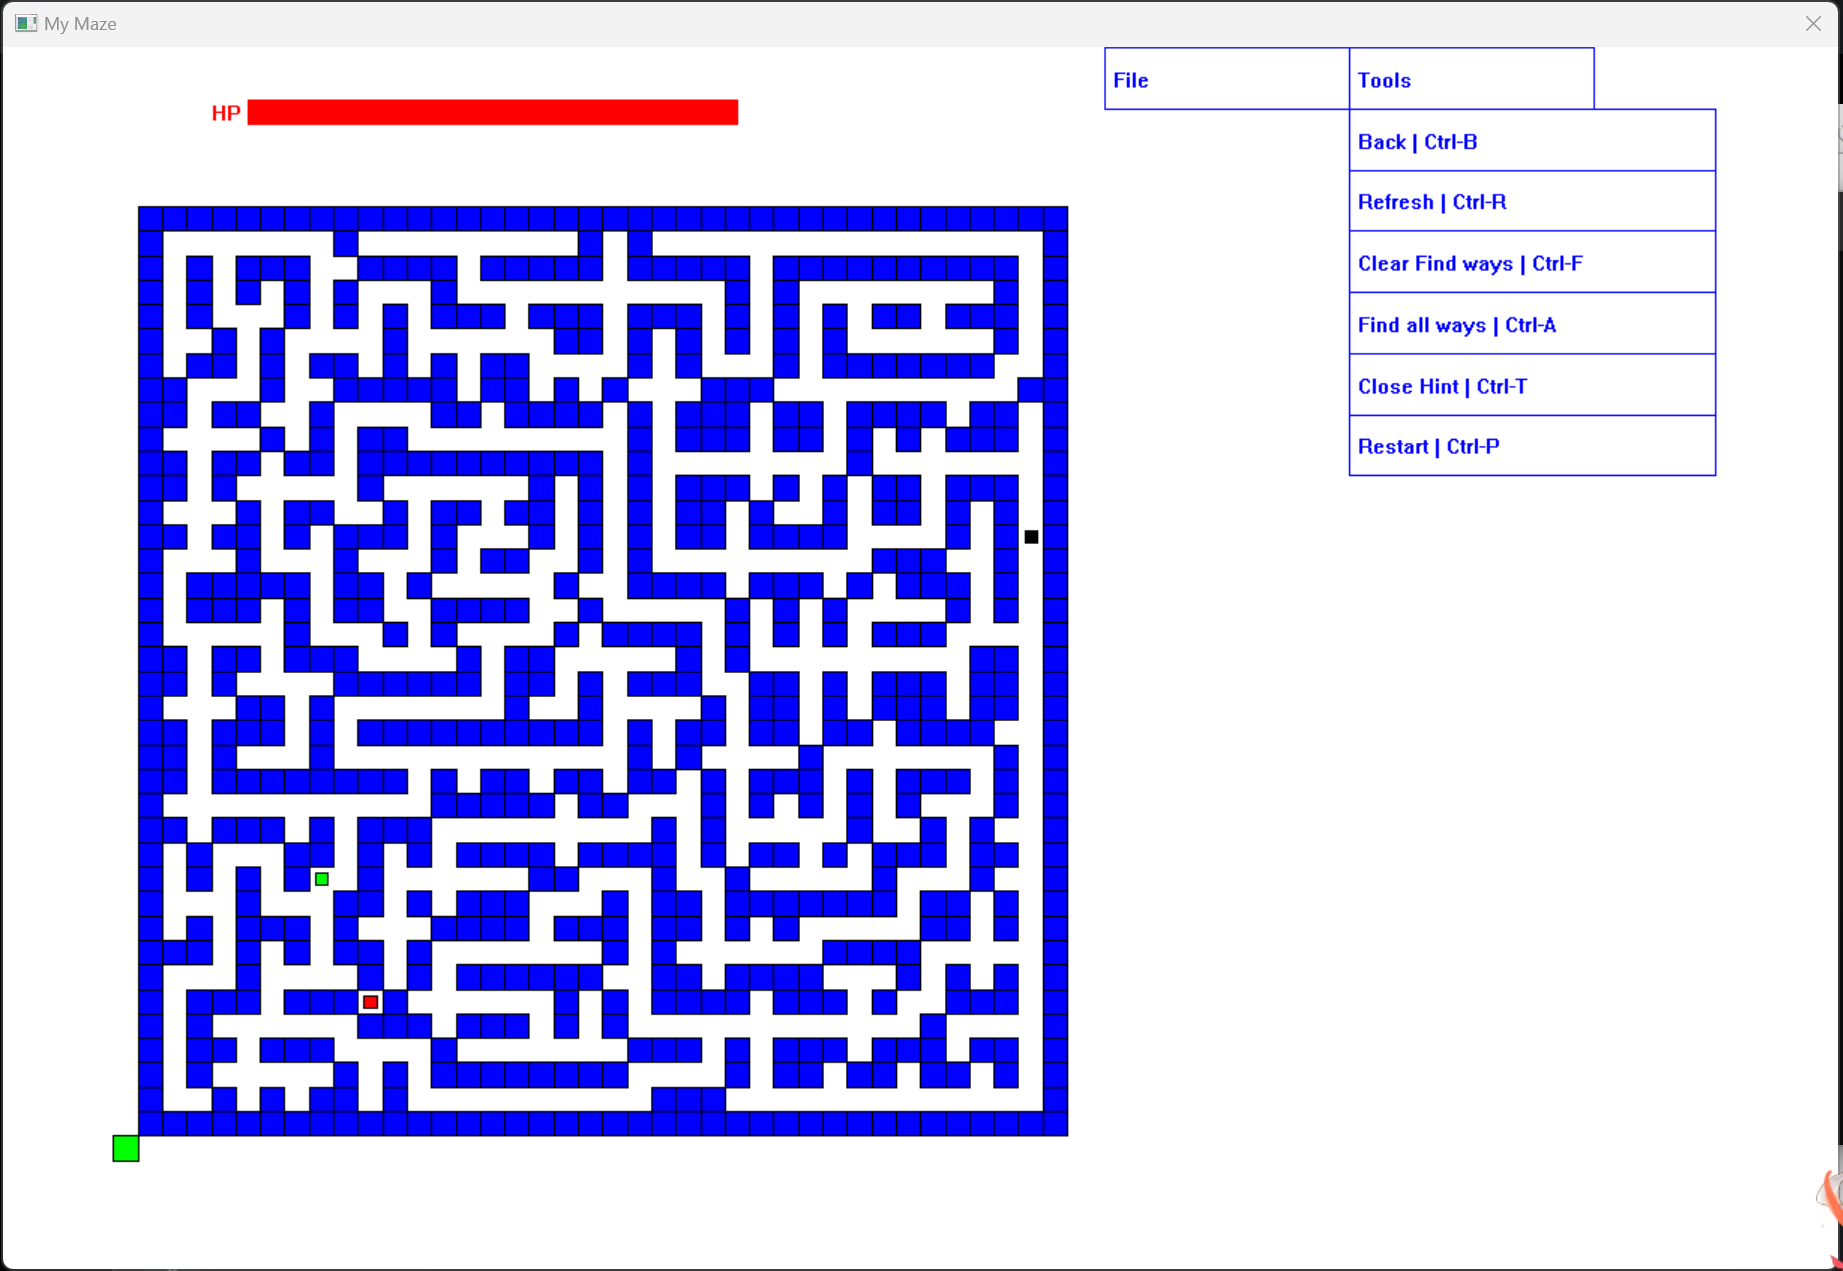 My Maze
File
Tools
HP
Back | Ctrl-B
Refresh | Ctrl-R
Clear Find ways | Ctrl-F
Find all ways | Ctrl-A
Close Hint | Ctrl-T
Restart | Ctrl-P